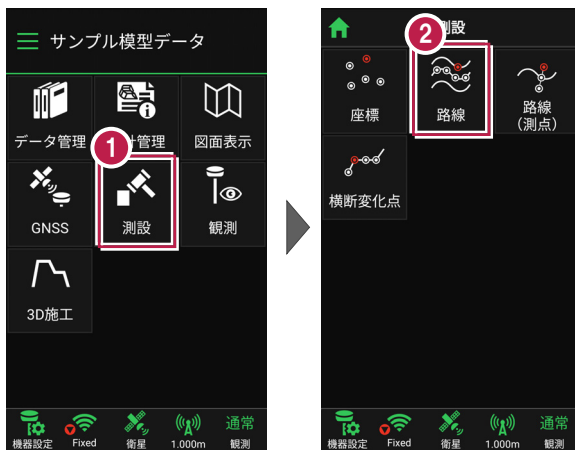 サンプル模型データ
データ管理
計管理
図面表示
1
GNSS
測設
観測
3D施工
機器設定
Fixed
衛星
1.000m
通常
観測
2
測設
座標
路線
路線
(測点)
横断変化点
機器設定
Fixed
衛星
1.000m
通常
観測